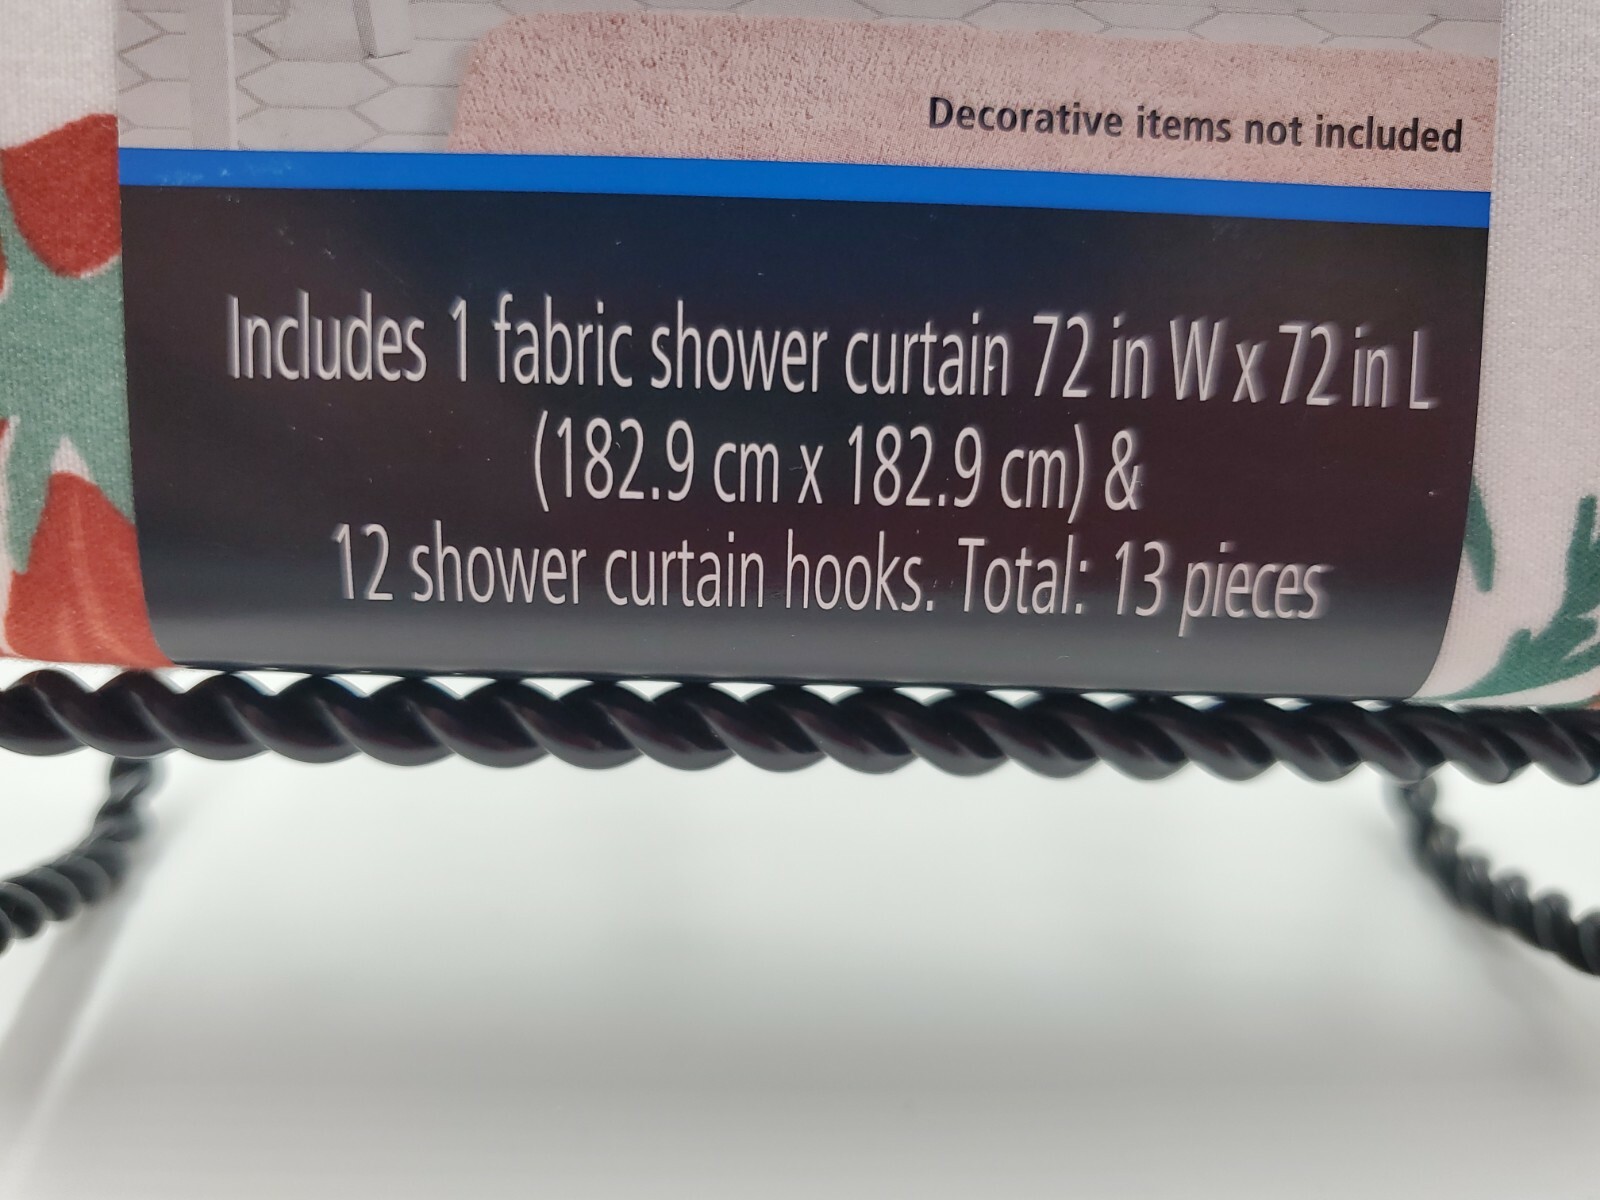 Decorative items not included
Includes 1 fabric shower curtain 72 in W x 72 in L
(182.9 cm x 182.9 cm) &
12 shower curtain hooks. Total: 13 pieces